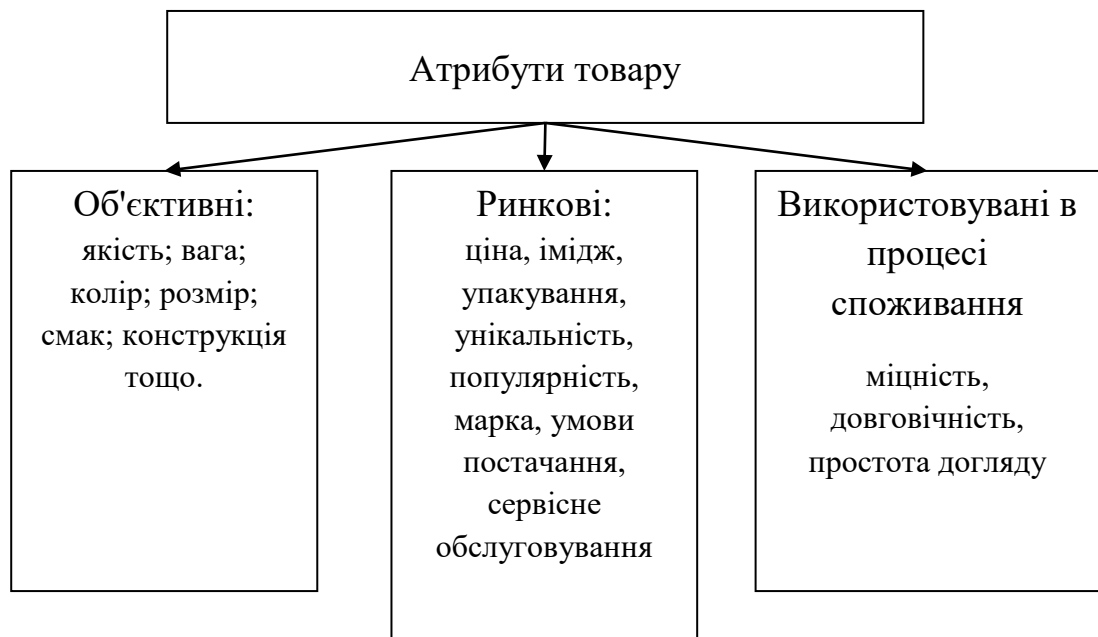 Атрибути товару
Об'єктивні:
якість; вага;
колір; розмір;
смак; конструкція
тощо.
Ринкові:
ціна, імідж,
упакування,
унікальність,
популярність,
марка, умови
постачання,
сервісне
обслуговування
Використовувані в
процесі
споживання
міцність,
довговічність,
простота догляду